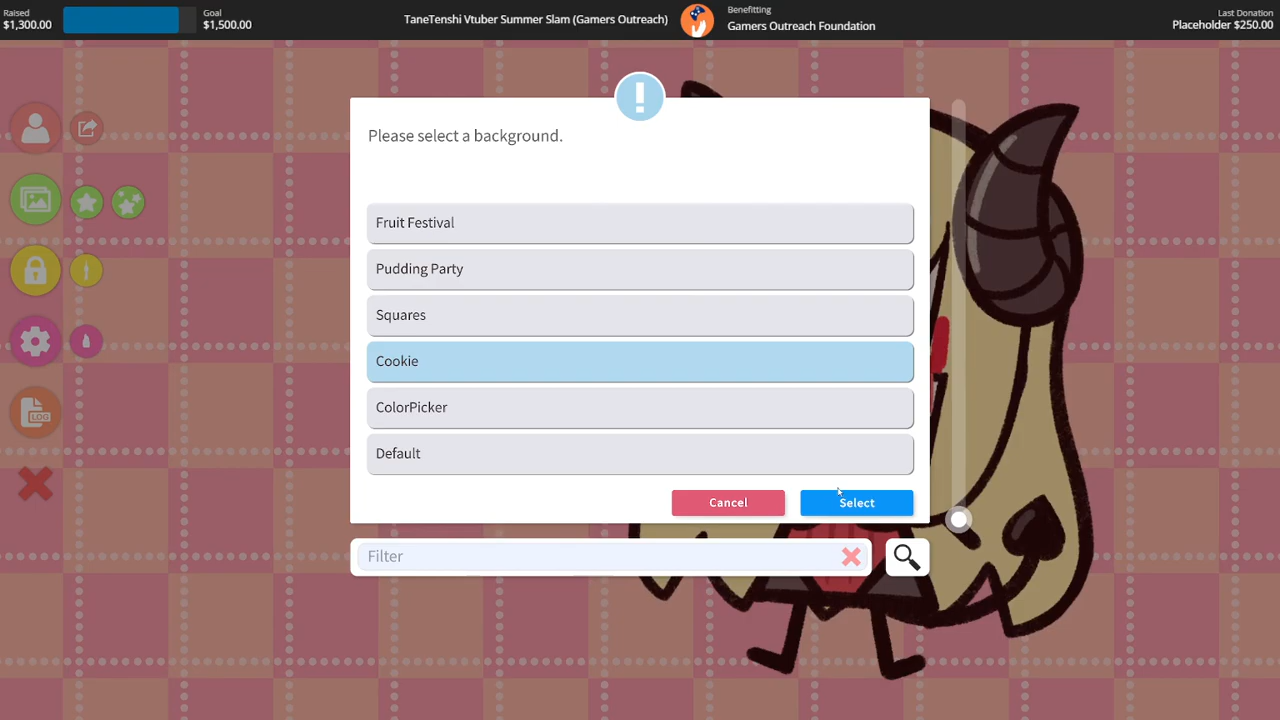 Raised
$1,300.00
Goal
$1,500.00
TaneTenshi Vtuber Summer Slam (Gamers Outreach)
Benefitting
Gamers Outreach Foundation
Last Donation
Placeholder $250.00
Please select a background.
Fruit Festival
Pudding Party
Squares
Cookie
ColorPicker
Default
Cancel
Select
Filter
LOG